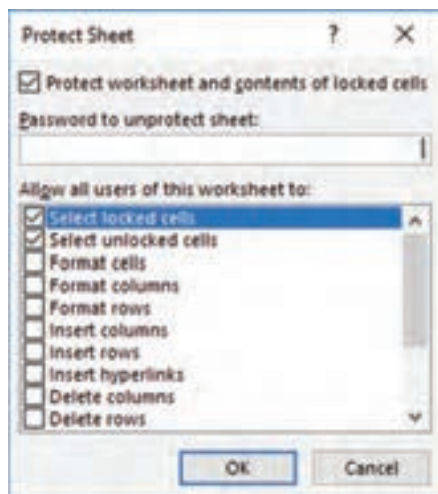 Protect Sheet ? ×
Protect worksheet and contents of locked cells
Password to unprotect sheet:
Allow all users of this worksheet to:
Select locked cells
Select unlocked cells
Format cells
Format columns
Format rows
Insert columns
Insert rows
Insert hyperlinks
Delete columns
Delete rows
OK Cancel